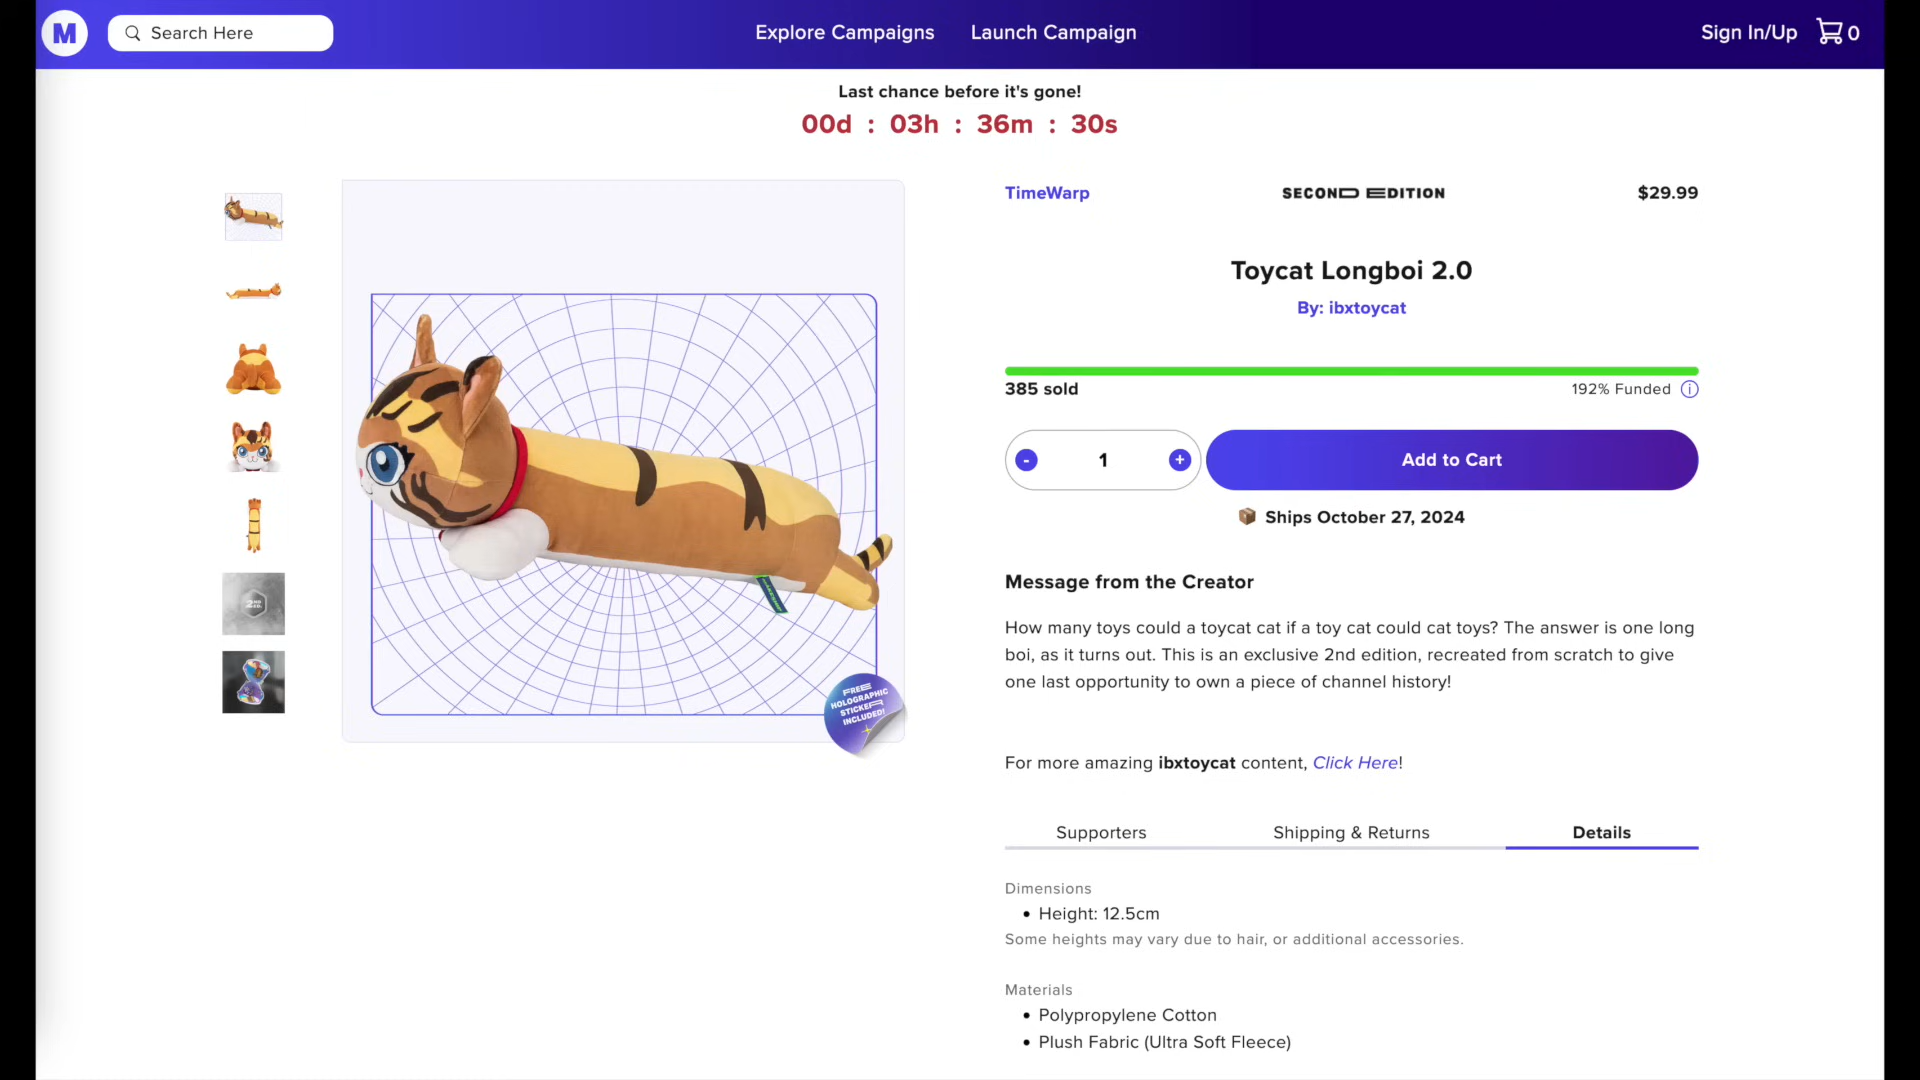 M
Search Here
Explore Campaigns
Launch Campaign
Sign In/Up
0
Last chance before it's gone!
00d : 03h : 36m : 30s
TimeWarp
SECOND EDITION
$29.99
Toycat Longboi 2.0
By: ibxtoycat
385 sold
192% Funded
- 1 +
Add to Cart
Ships October 27, 2024
Message from the Creator
How many toys could a toycat cat if a toy cat could cat toys? The answer is one long
boi, as it turns out. This is an exclusive 2nd edition, recreated from scratch to give
one last opportunity to own a piece of channel history!
For more amazing ibxtoycat content, Click Here!
Supporters
Shipping & Returns
Details
Dimensions
• Height: 12.5cm
Some heights may vary due to hair, or additional accessories.
Materials
• Polypropylene Cotton
• Plush Fabric (Ultra Soft Fleece)
FREE
HOLOGRAPHIC
STICKER
INCLUDED!